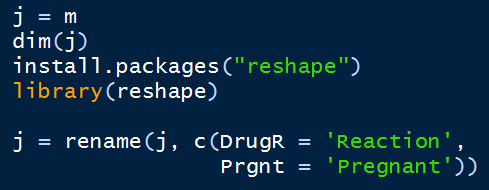 j = m
dim(j)
install.packages("reshape")
library(reshape)
j = rename(j, c(DrugR = 'Reaction',
Prgnt = 'Pregnant'))